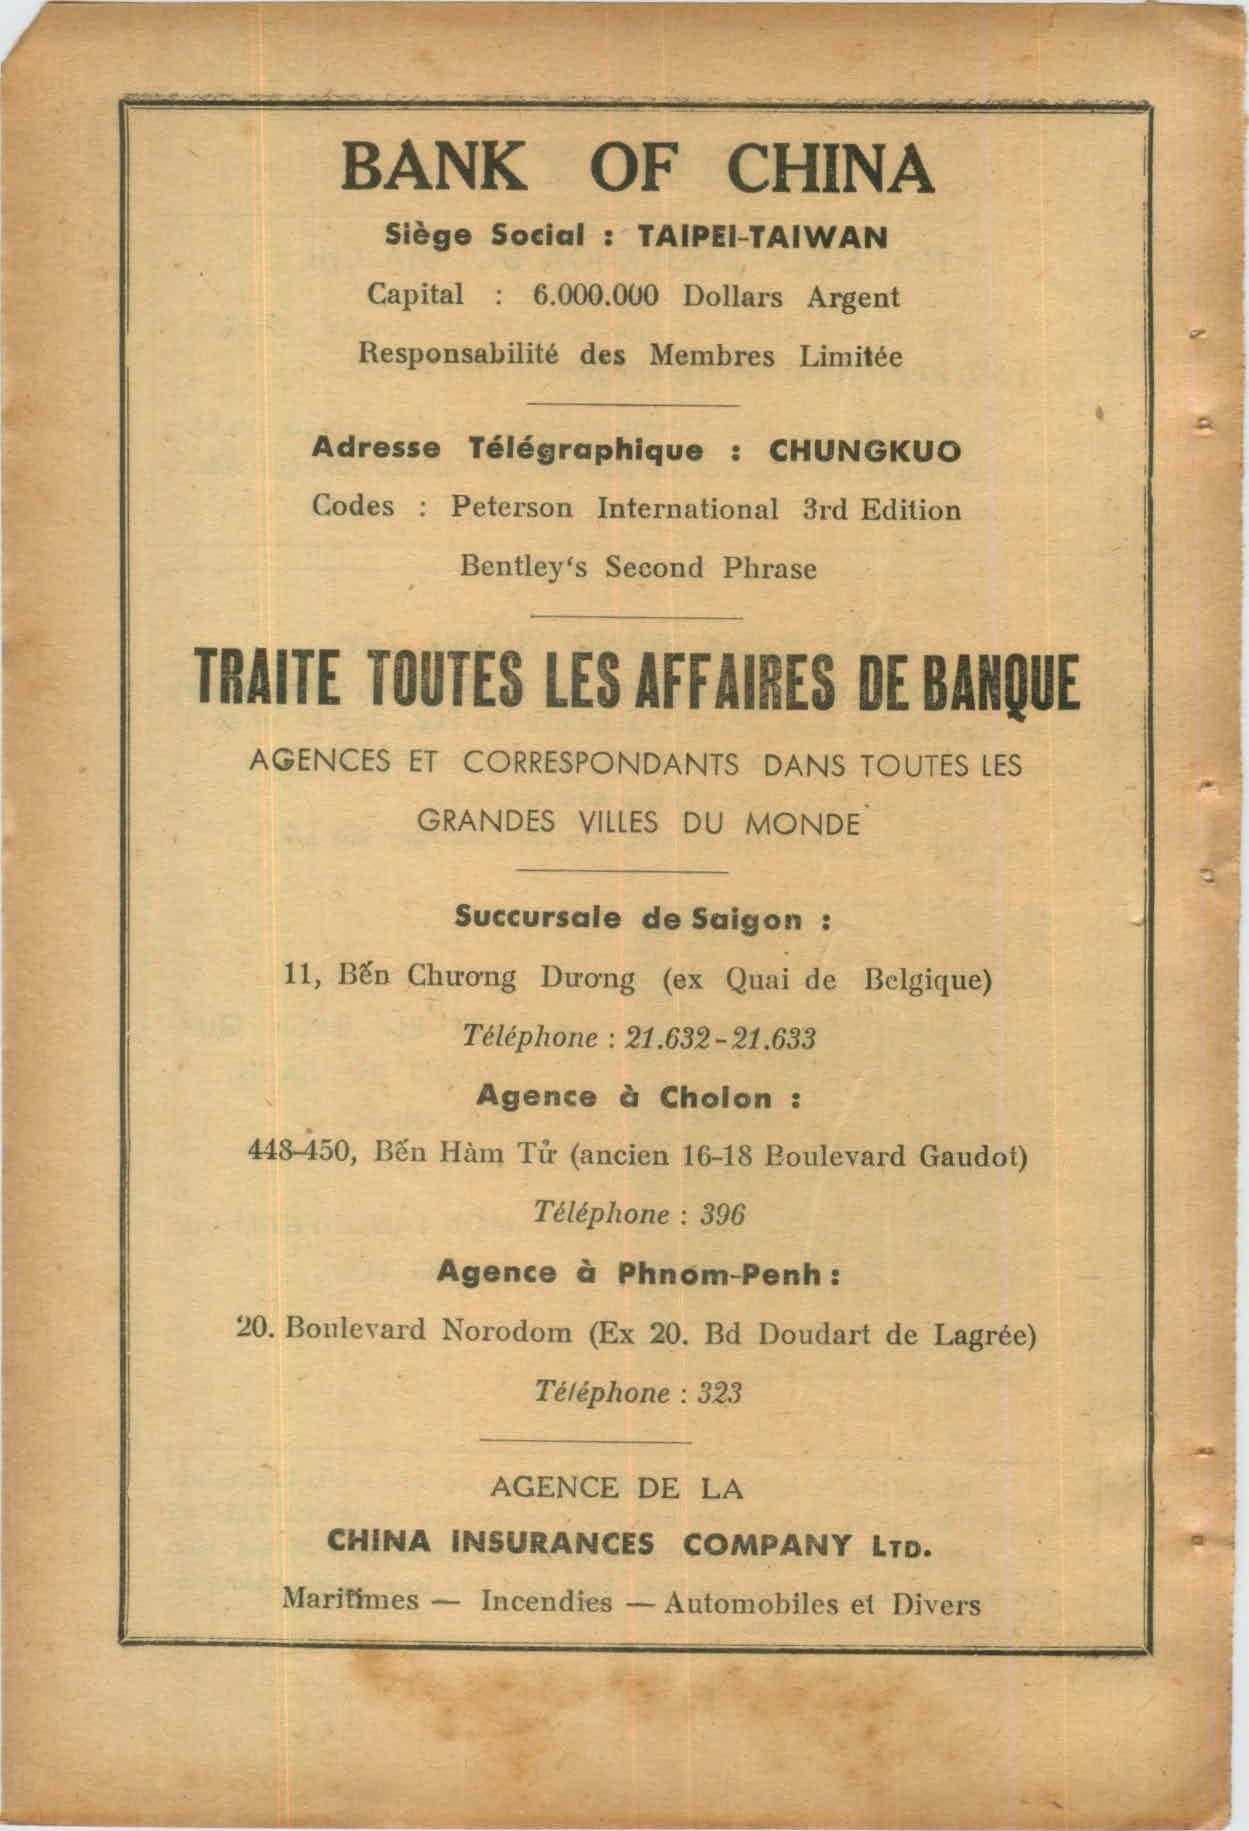 BANK OF CHINA
Siège Social : TAIPEI-TAIWAN
Capital : 6.000.000 Dollars Argent
Responsabilité des Membres Limitée
Adresse Télégraphique : CHUNGKUO
Codes : Peterson International 3rd Edition
Bentley‘s Second Phrase
TRAITE TOUTES LES AFFAIRES DE BANQUE
AGENCES ET CORRESPONDANTS DANS TOUTES LES
GRANDES VILLES DU MONDE
Succursale de Saigon :
11, Bến Chương Dương (ex Quai de Belgique)
Téléphone : 21.632-21.633
Agence à Cholon :
448-450, Bến Hàm Tử (ancien 16-18 Boulevard Gaudot)
Téléphone : 396
Agence à Phnom-Penh :
20. Boulevard Norodom (Ex 20. Bd Doudart de Lagrée)
Téléphone : 323
AGENCE DE LA
CHINA INSURANCES COMPANY LTD.
Maritimes — Incendies — Automobiles et Divers